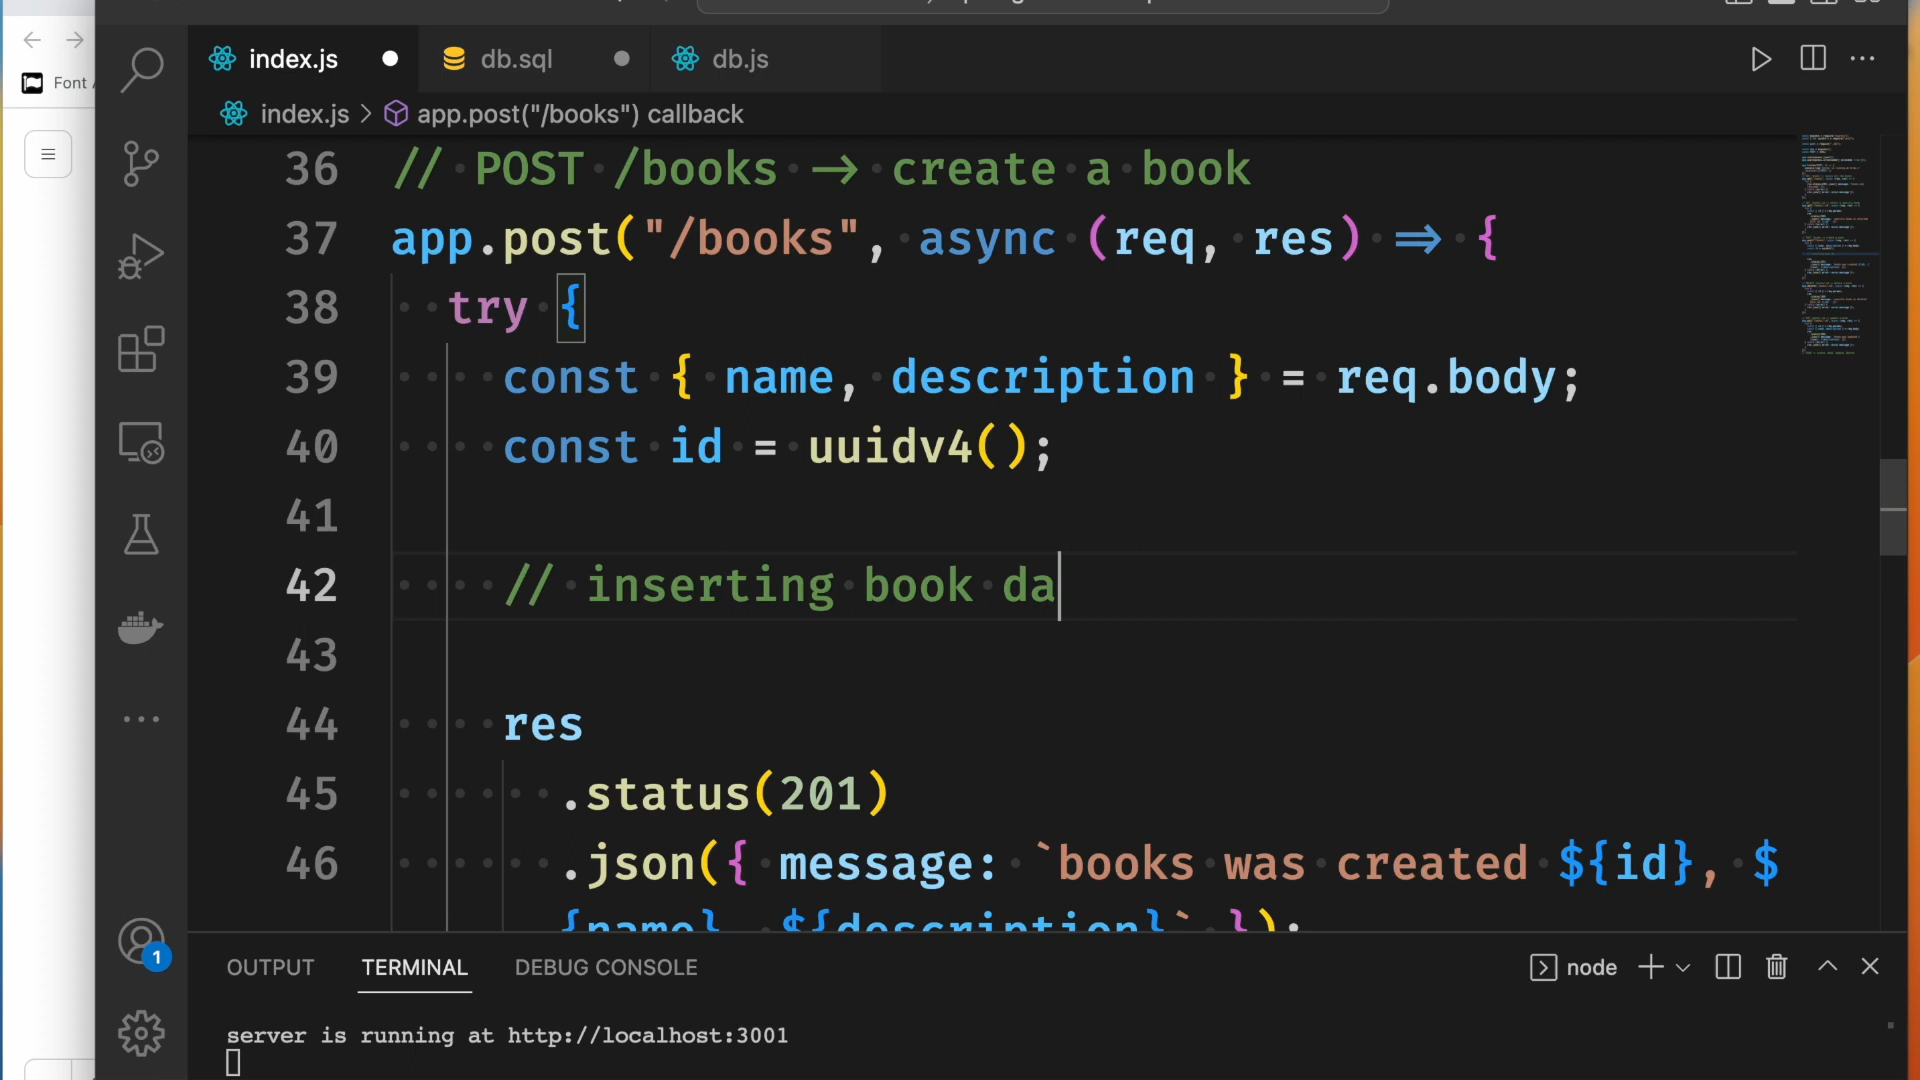 Font
index.js
db.sql
db.js
index.js > app.post("/books") callback
36 // POST /books → create a book
37 app.post("/books", async (req, res) ⇒ {
38 try {
39 const { name, description } = req.body;
40 const id = uuidv4();
41
42 // inserting book da
43
44 res
45 .status(201)
46 .json({ message: `books was created ${id}, $
{name}, ${description}` });
1
OUTPUT TERMINAL DEBUG CONSOLE
node
server is running at http://localhost:3001